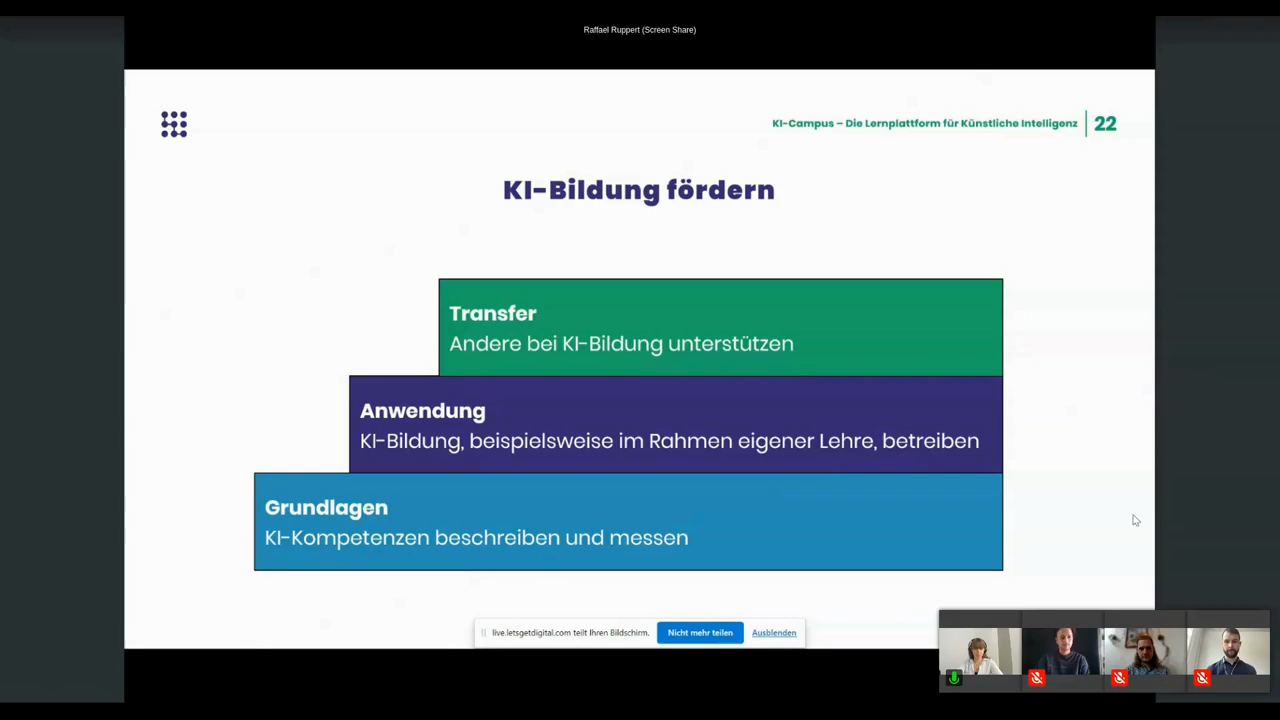 Raffael Ruppert (Screen Share)
KI-Campus – Die Lernplattform für Künstliche Intelligenz 22
KI-Bildung fördern
Transfer
Andere bei KI-Bildung unterstützen
Anwendung
KI-Bildung, beispielsweise im Rahmen eigener Lehre, betreiben
Grundlagen
KI-Kompetenzen beschreiben und messen
live.letsgetdigital.com teilt Ihren Bildschirm. Nicht mehr teilen Ausblenden